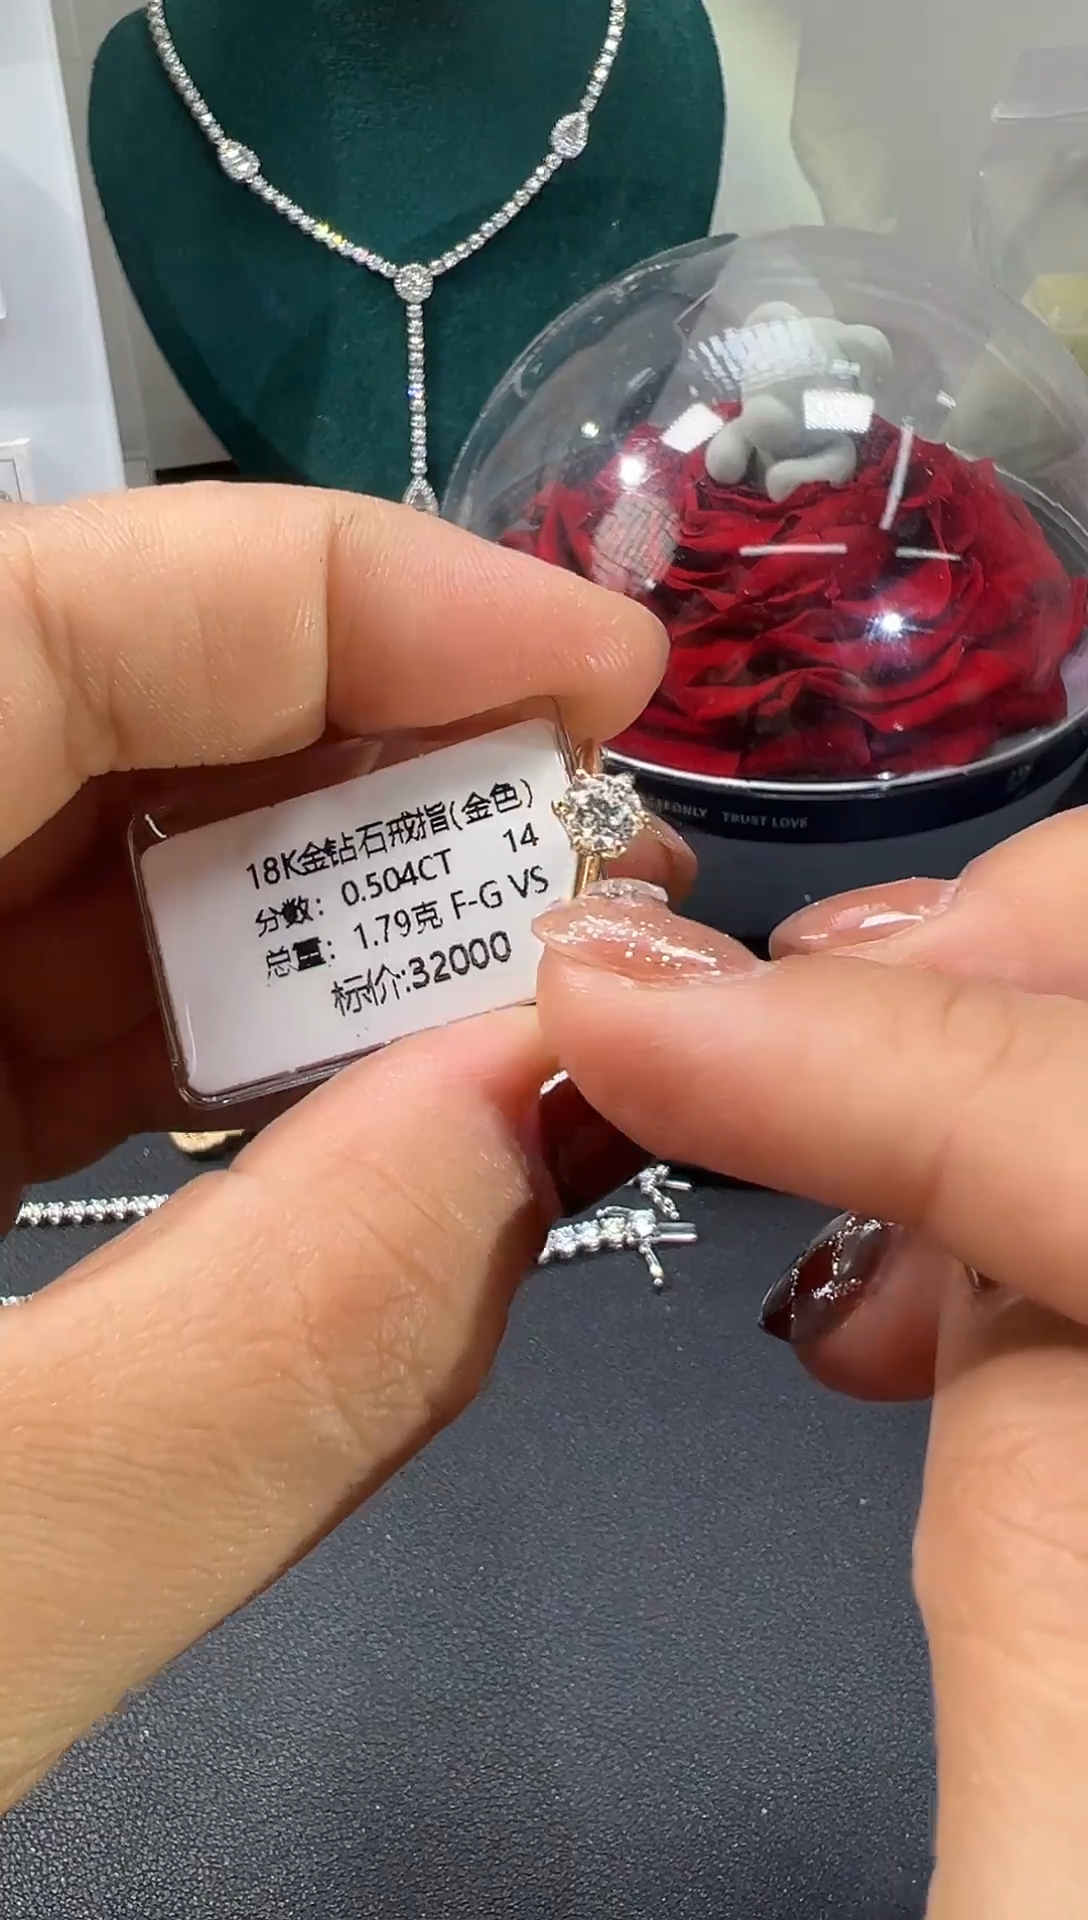 18K金钻石戒指(金色)
分数：0.504CT 14
总重：1.79克 F-G VS
标价:32000
TRUST LOVE